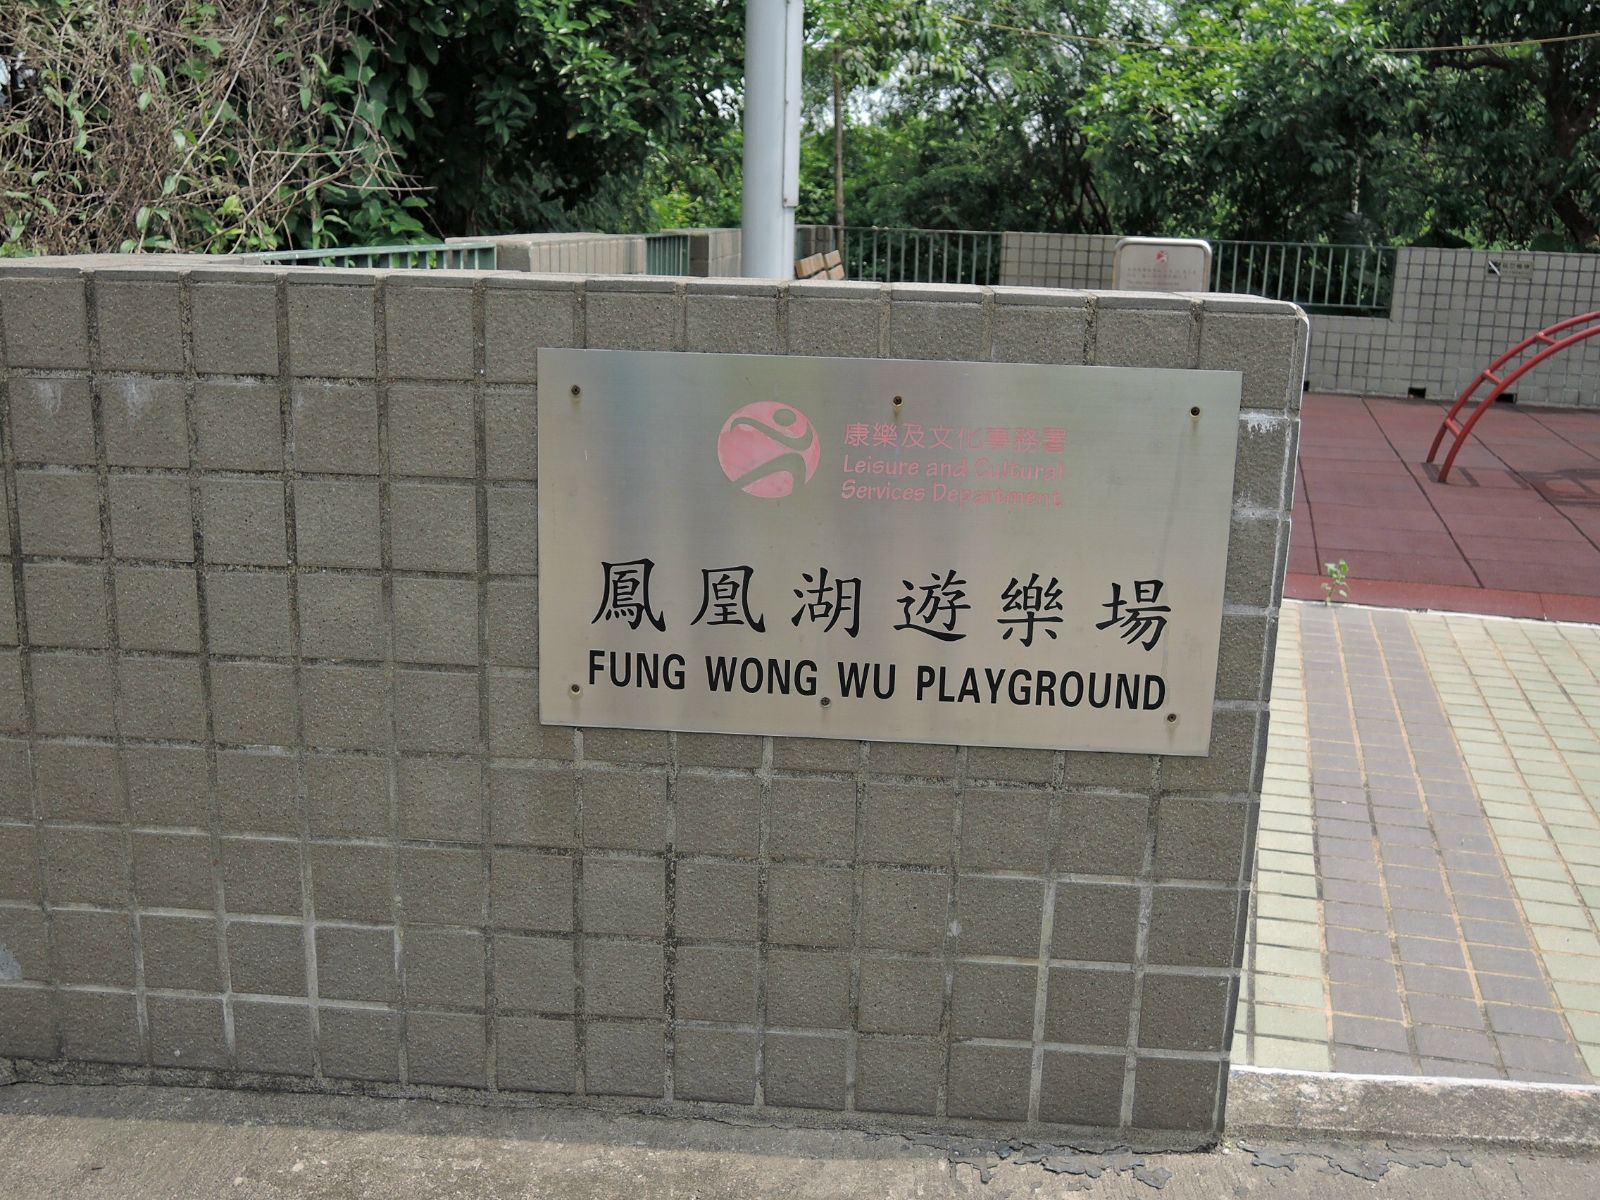 康樂及文化事務署
Leisure and Cultural
Services Department
鳳凰湖遊樂場
FUNG WONG WU PLAYGROUND